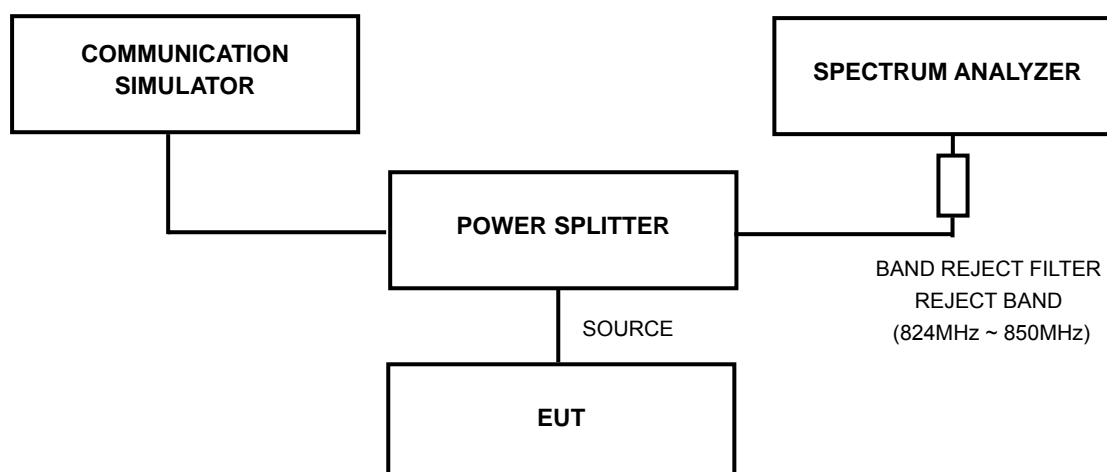 COMMUNICATION
SIMULATOR
SPECTRUM ANALYZER
POWER SPLITTER
BAND REJECT FILTER
REJECT BAND
(824MHz ~ 850MHz)
SOURCE
EUT